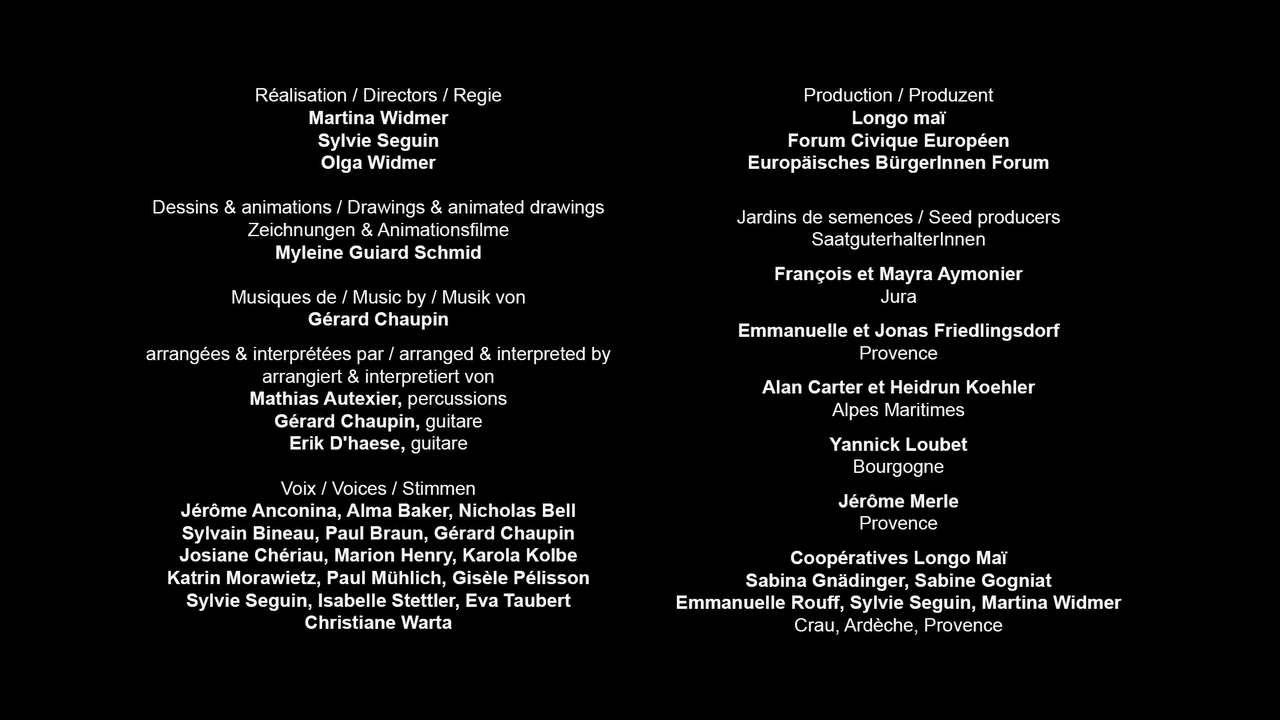 Réalisation / Directors / Regie
Martina Widmer
Sylvie Seguin
Olga Widmer
Dessins & animations / Drawings & animated drawings
Zeichnungen & Animationsfilme
Myleine Guiard Schmid
Musiques de / Music by / Musik von
Gérard Chaupin
arrangées & interprétées par / arranged & interpreted by
arrangiert & interpretiert von
Mathias Autexier, percussions
Gérard Chaupin, guitare
Erik D'haese, guitare
Voix / Voices / Stimmen
Jérôme Anconina, Alma Baker, Nicholas Bell
Sylvain Bineau, Paul Braun, Gérard Chaupin
Josiane Chériau, Marion Henry, Karola Kolbe
Katrin Morawietz, Paul Mühlich, Gisèle Pélisson
Sylvie Seguin, Isabelle Stettler, Eva Taubert
Christiane Warta
Production / Produzent
Longo maï
Forum Civique Européen
Europäisches BürgerInnen Forum
Jardins de semences / Seed producers
SaatguterhalterInnen
François et Mayra Aymonier
Jura
Emmanuelle et Jonas Friedlingsdorf
Provence
Alan Carter et Heidrun Koehler
Alpes Maritimes
Yannick Loubet
Bourgogne
Jérôme Merle
Provence
Coopératives Longo Maï
Sabina Gnädinger, Sabine Gogniat
Emmanuelle Rouff, Sylvie Seguin, Martina Widmer
Crau, Ardèche, Provence